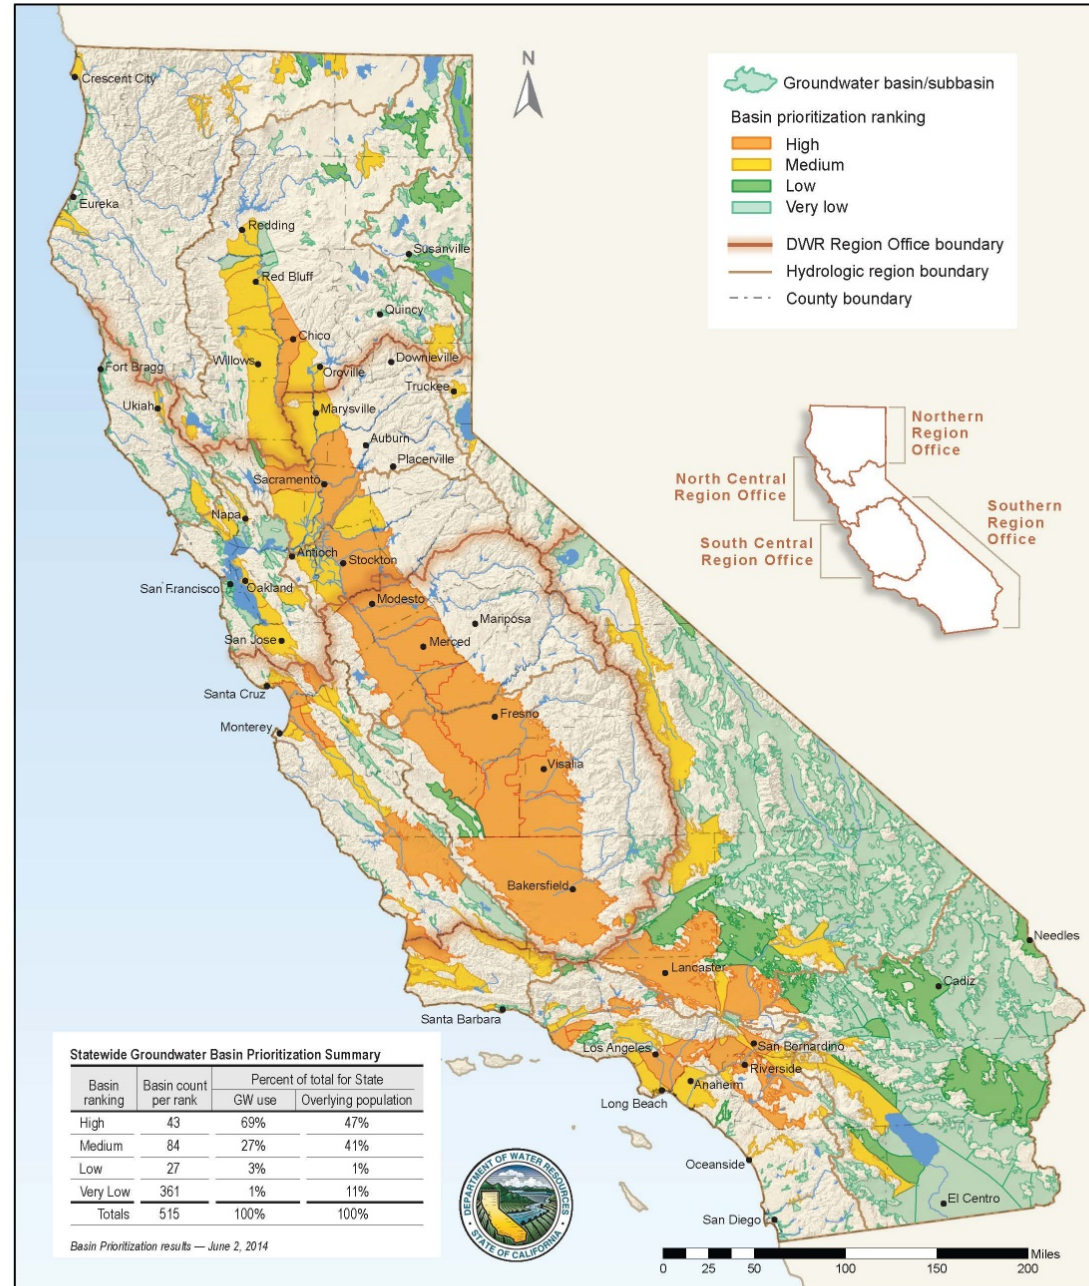 N
Groundwater basin/subbasin
Basin prioritization ranking
High
Medium
Low
Very low
DWR Region Office boundary
Hydrologic region boundary
County boundary
Crescent City
Eureka
Redding
Susanville
Red Bluff
Quincy
Chico
Willows
Downieville
Oroville
Fort Bragg
Truckee
Ukiah
Marysville
Auburn
Placerville
Sacramento
Napa
Antioch
Stockton
San Francisco
Oakland
Modesto
Mariposa
San Jose
Merced
Santa Cruz
Monterey
Fresno
Visalia
Bakersfield
Needles
Lancaster
Cadiz
Santa Barbara
Los Angeles
San Bernardino
Riverside
Anaheim
Long Beach
Oceanside
El Centro
San Diego
Northern
Region
Office
North Central
Region Office
Southern
Region
Office
South Central
Region Office
Statewide Groundwater Basin Prioritization Summary
Basin ranking Basin count per rank Percent of total for State
GW use Overlying population
High 43 69% 47%
Medium 84 27% 41%
Low 27 3% 1%
Very Low 361 1% 11%
Totals 515 100% 100%
Basin Prioritization results — June 2, 2014
DEPARTMENT OF WATER RESOURCES
STATE OF CALIFORNIA
Miles
0 25 50 100 150 200